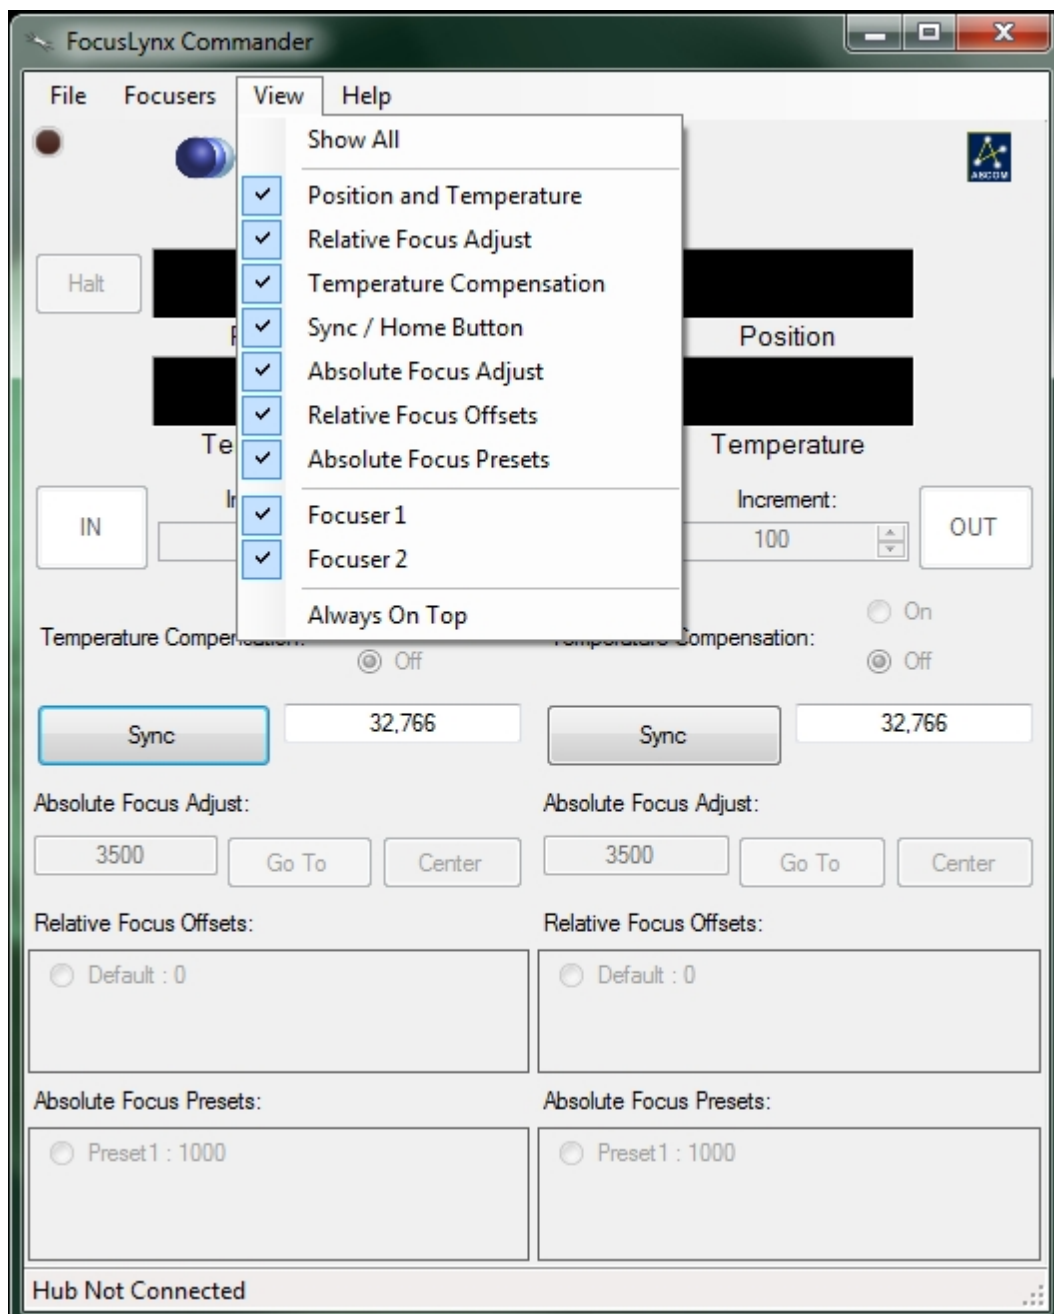 FocusLynx Commander
File Focusers View Help
Show All
ASCOM
Position and Temperature
Relative Focus Adjust
Halt
Temperature Compensation
Sync / Home Button
Position
Absolute Focus Adjust
Relative Focus Offsets
Temperature
Absolute Focus Presets
Increment:
IN
Focuser 1
100
OUT
Focuser 2
Always On Top
On
Temperature Compensation:
Temperature Compensation:
Off
Off
Sync
32,766
Sync
32,766
Absolute Focus Adjust:
Absolute Focus Adjust:
3500
Go To
Center
3500
Go To
Center
Relative Focus Offsets:
Relative Focus Offsets:
Default : 0
Default : 0
Absolute Focus Presets:
Absolute Focus Presets:
Preset1 : 1000
Preset1 : 1000
Hub Not Connected